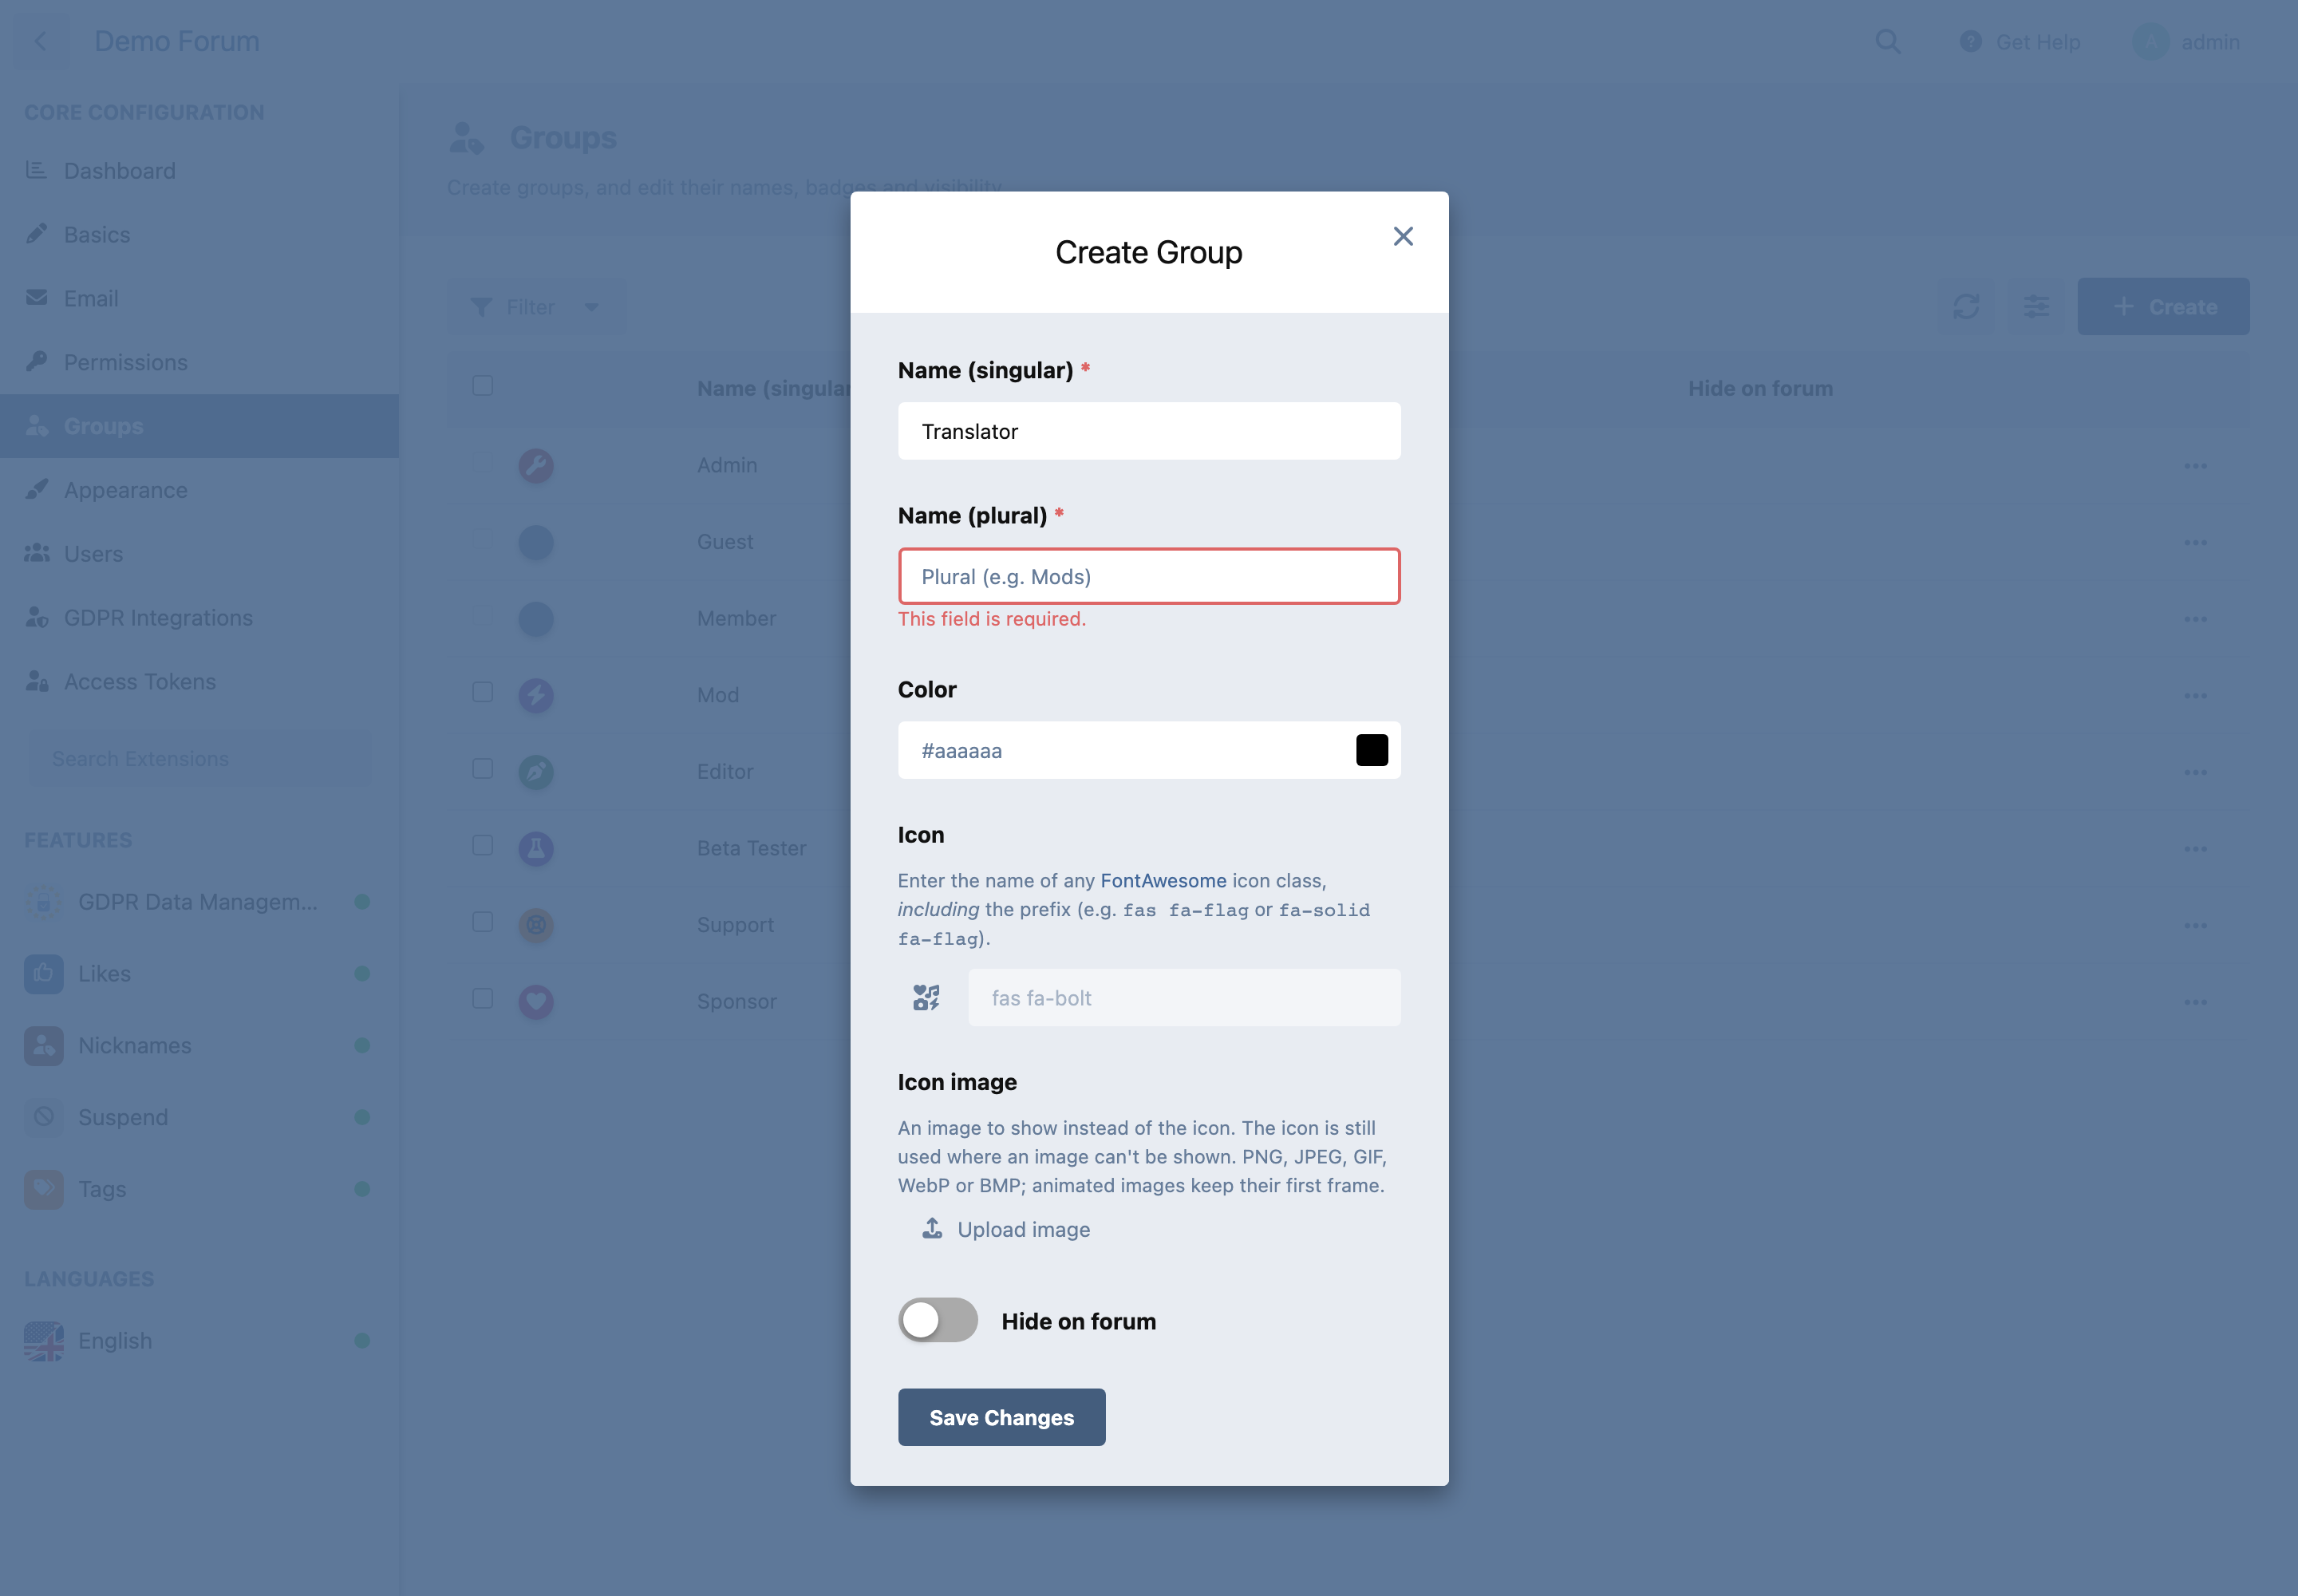 Demo Forum
Get Help
A
admin
CORE CONFIGURATION
Dashboard
Basics
Email
Permissions
Groups
Appearance
Users
GDPR Integrations
Access Tokens
Search Extensions
FEATURES
GDPR Data Managem...
Likes
Nicknames
Suspend
Tags
LANGUAGES
English
Groups
Create groups, and edit their names, badges and visibility.
Filter
Create
Name (singular
Hide on forum
Admin
Guest
Member
Mod
Editor
Beta Tester
Support
Sponsor
Create Group
Name (singular) *
Translator
Name (plural) *
Plural (e.g. Mods)
This field is required.
Color
#aaaaaa
Icon
Enter the name of any FontAwesome icon class,
including the prefix (e.g. fas fa-flag or fa-solid
fa-flag).
fas fa-bolt
Icon image
An image to show instead of the icon. The icon is still
used where an image can't be shown. PNG, JPEG, GIF,
WebP or BMP; animated images keep their first frame.
Upload image
Hide on forum
Save Changes